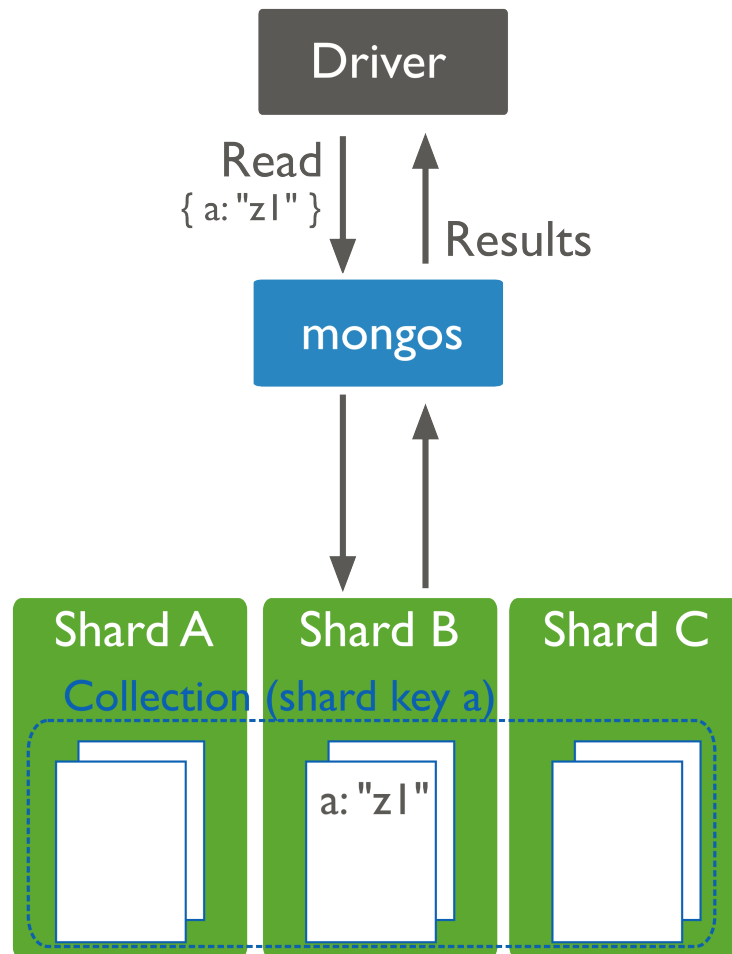 Driver
Read
{ a: "z1" }
Results
mongos
Shard A
Shard B
Shard C
Collection (shard key a)
a: "z1"